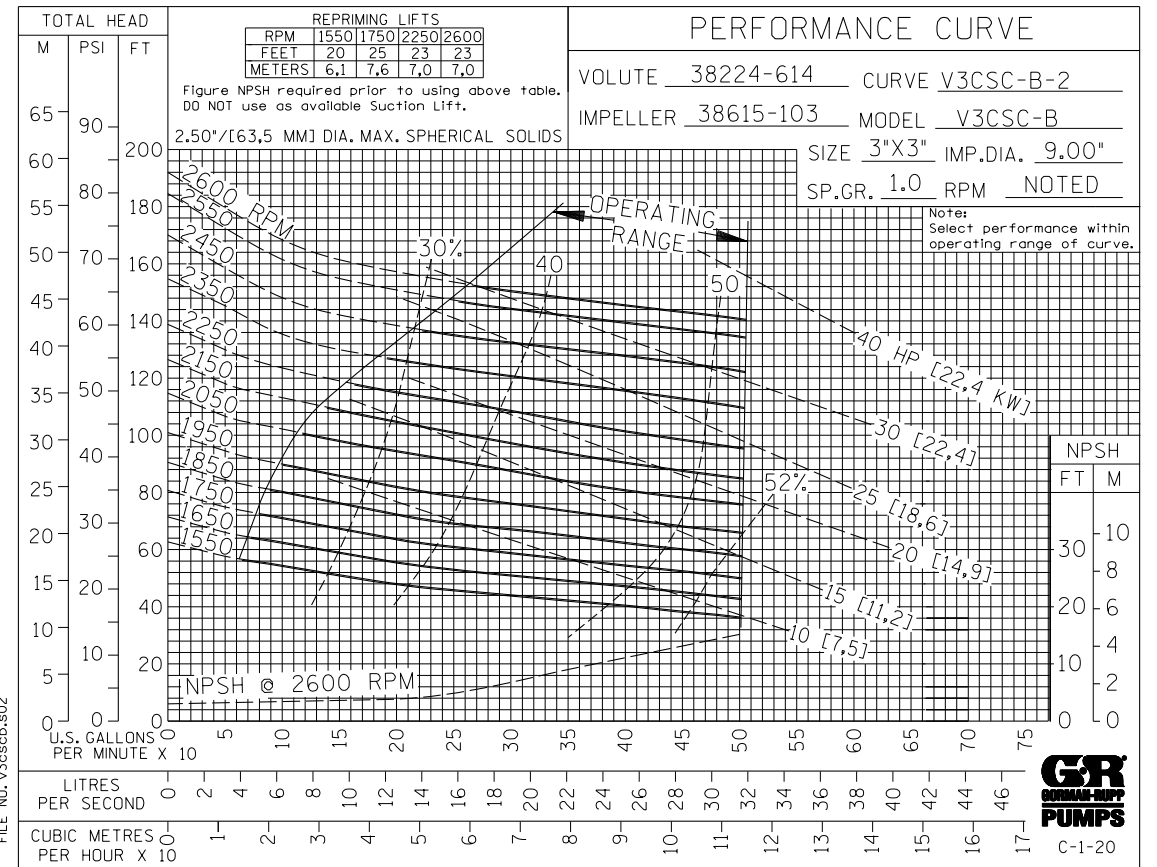 TOTAL HEAD
M PSI FT
REPRIMING LIFTS
RPM 1550 1750 2250 2600
FEET 20 25 23 23
METERS 6,1 7,6 7,0 7,0
Figure NPSH required prior to using above table.
DO NOT use as available Suction Lift.
2.50"/[63,5 MM] DIA. MAX. SPHERICAL SOLIDS
PERFORMANCE CURVE
VOLUTE 38224-614 CURVE V3CSC-B-2
IMPELLER 38615-103 MODEL V3CSC-B
SIZE 3"X3" IMP.DIA. 9.00"
SP.GR. 1.0 RPM NOTED
Note:
Select performance within
operating range of curve.
65 60 55 50 45 40 35 30 25 20 15 10 5 0
90 80 70 60 50 40 30 20 10 0
200 180 160 140 120 100 80 60 40 20 0
2600 RPM
2550
2450
2350
2250
2150
2050
1950
1850
1750
1650
1550
OPERATING
RANGE
30%
40
50
52%
40 HP [22,4 KW]
30 [22,4]
25 [18,6]
20 [14,9]
15 [11,2]
10 [7,5]
NPSH @ 2600 RPM
NPSH
FT M
30 20 10 0
10 8 6 4 2 0
U.S. GALLONS
PER MINUTE X 10
0 5 10 15 20 25 30 35 40 45 50 55 60 65 70 75
LITRES
PER SECOND
0 2 4 6 8 10 12 14 16 18 20 22 24 26 28 30 32 34 36 38 40 42 44 46
CUBIC METRES
PER HOUR X 10
0 1 2 3 4 5 6 7 8 9 10 11 12 13 14 15 16 17
FILE NO. V3cscb.s02
GR
GORMAN-RUPP
PUMPS
C-1-20